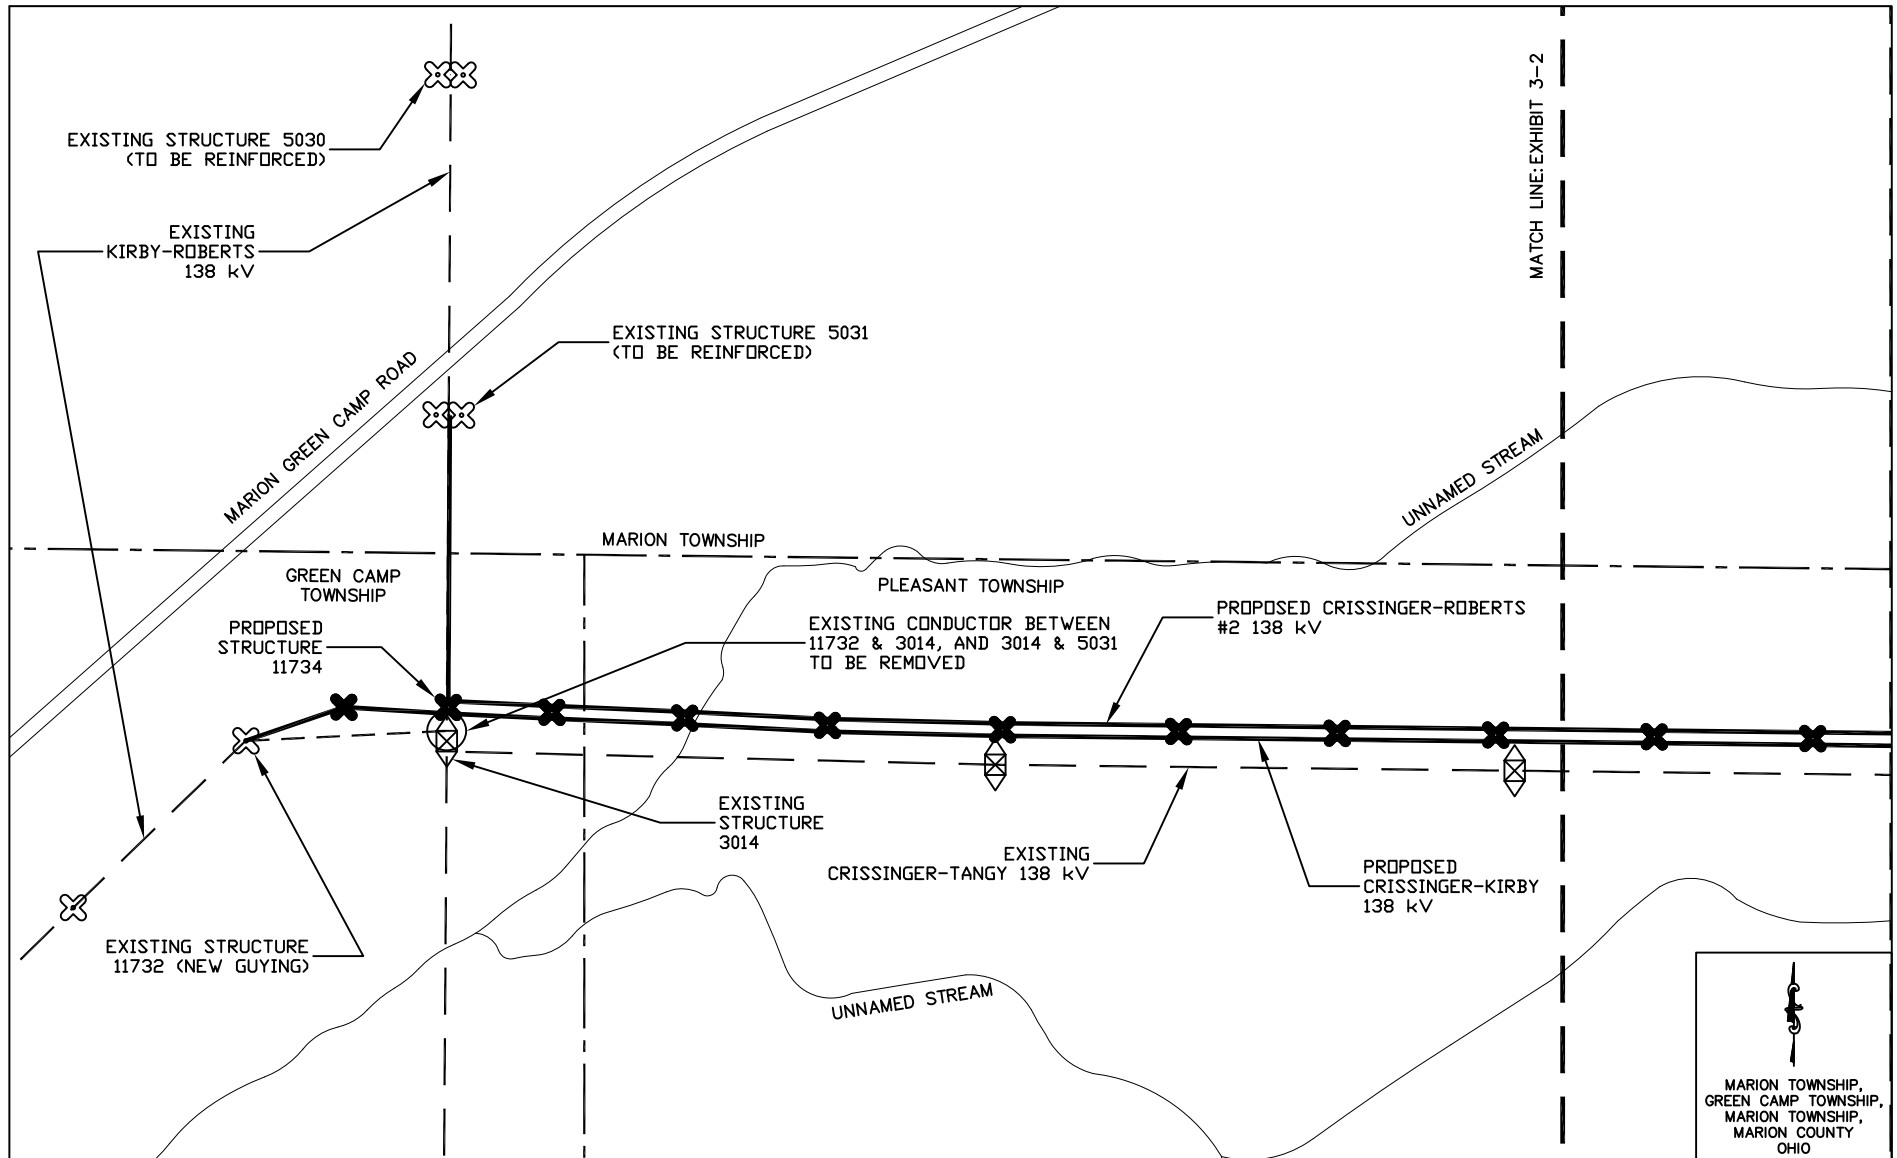 MATCH LINE: EXHIBIT 3-2
EXISTING STRUCTURE 5030
(TO BE REINFORCED)
EXISTING
KIRBY-ROBERTS
138 kV
EXISTING STRUCTURE 5031
(TO BE REINFORCED)
MARION GREEN CAMP ROAD
UNNAMED STREAM
MARION TOWNSHIP
GREEN CAMP
TOWNSHIP
PLEASANT TOWNSHIP
PROPOSED
STRUCTURE
11734
EXISTING CONDUCTOR BETWEEN
11732 & 3014, AND 3014 & 5031
TO BE REMOVED
PROPOSED CRISSINGER-ROBERTS
#2 138 kV
EXISTING
STRUCTURE
3014
EXISTING
CRISSINGER-TANGY 138 kV
PROPOSED
CRISSINGER-KIRBY
138 kV
EXISTING STRUCTURE
11732 (NEW GUYING)
UNNAMED STREAM
MARION TOWNSHIP,
GREEN CAMP TOWNSHIP,
MARION TOWNSHIP,
MARION COUNTY
OHIO